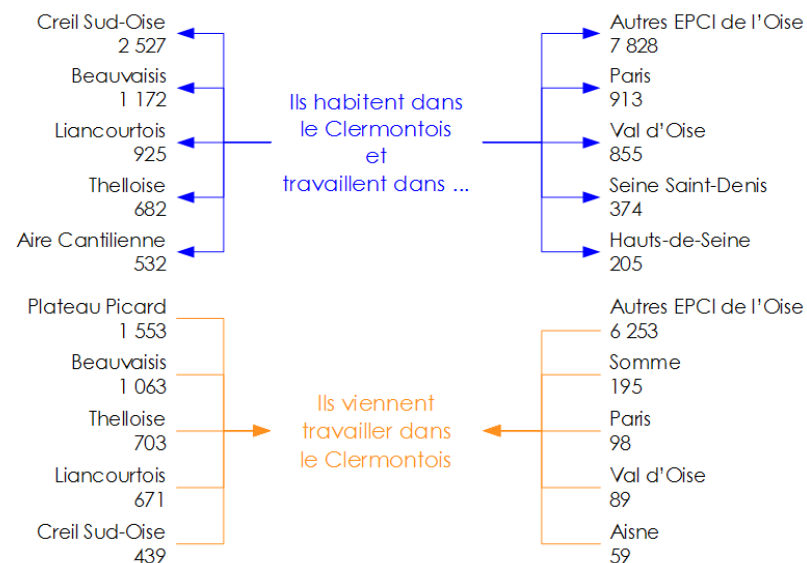 Creil Sud-Oise
2 527
Beauvaisis
1 172
Liancourtois
925
Thelloise
682
Aire Cantilienne
532
Ils habitent dans
le Clermontois
et
travaillent dans ...
Autres EPCI de l'Oise
7 828
Paris
913
Val d'Oise
855
Seine Saint-Denis
374
Hauts-de-Seine
205
Plateau Picard
1 553
Beauvaisis
1 063
Thelloise
703
Liancourtois
671
Creil Sud-Oise
439
Ils viennent
travailler dans
le Clermontois
Autres EPCI de l'Oise
6 253
Somme
195
Paris
98
Val d'Oise
89
Aisne
59